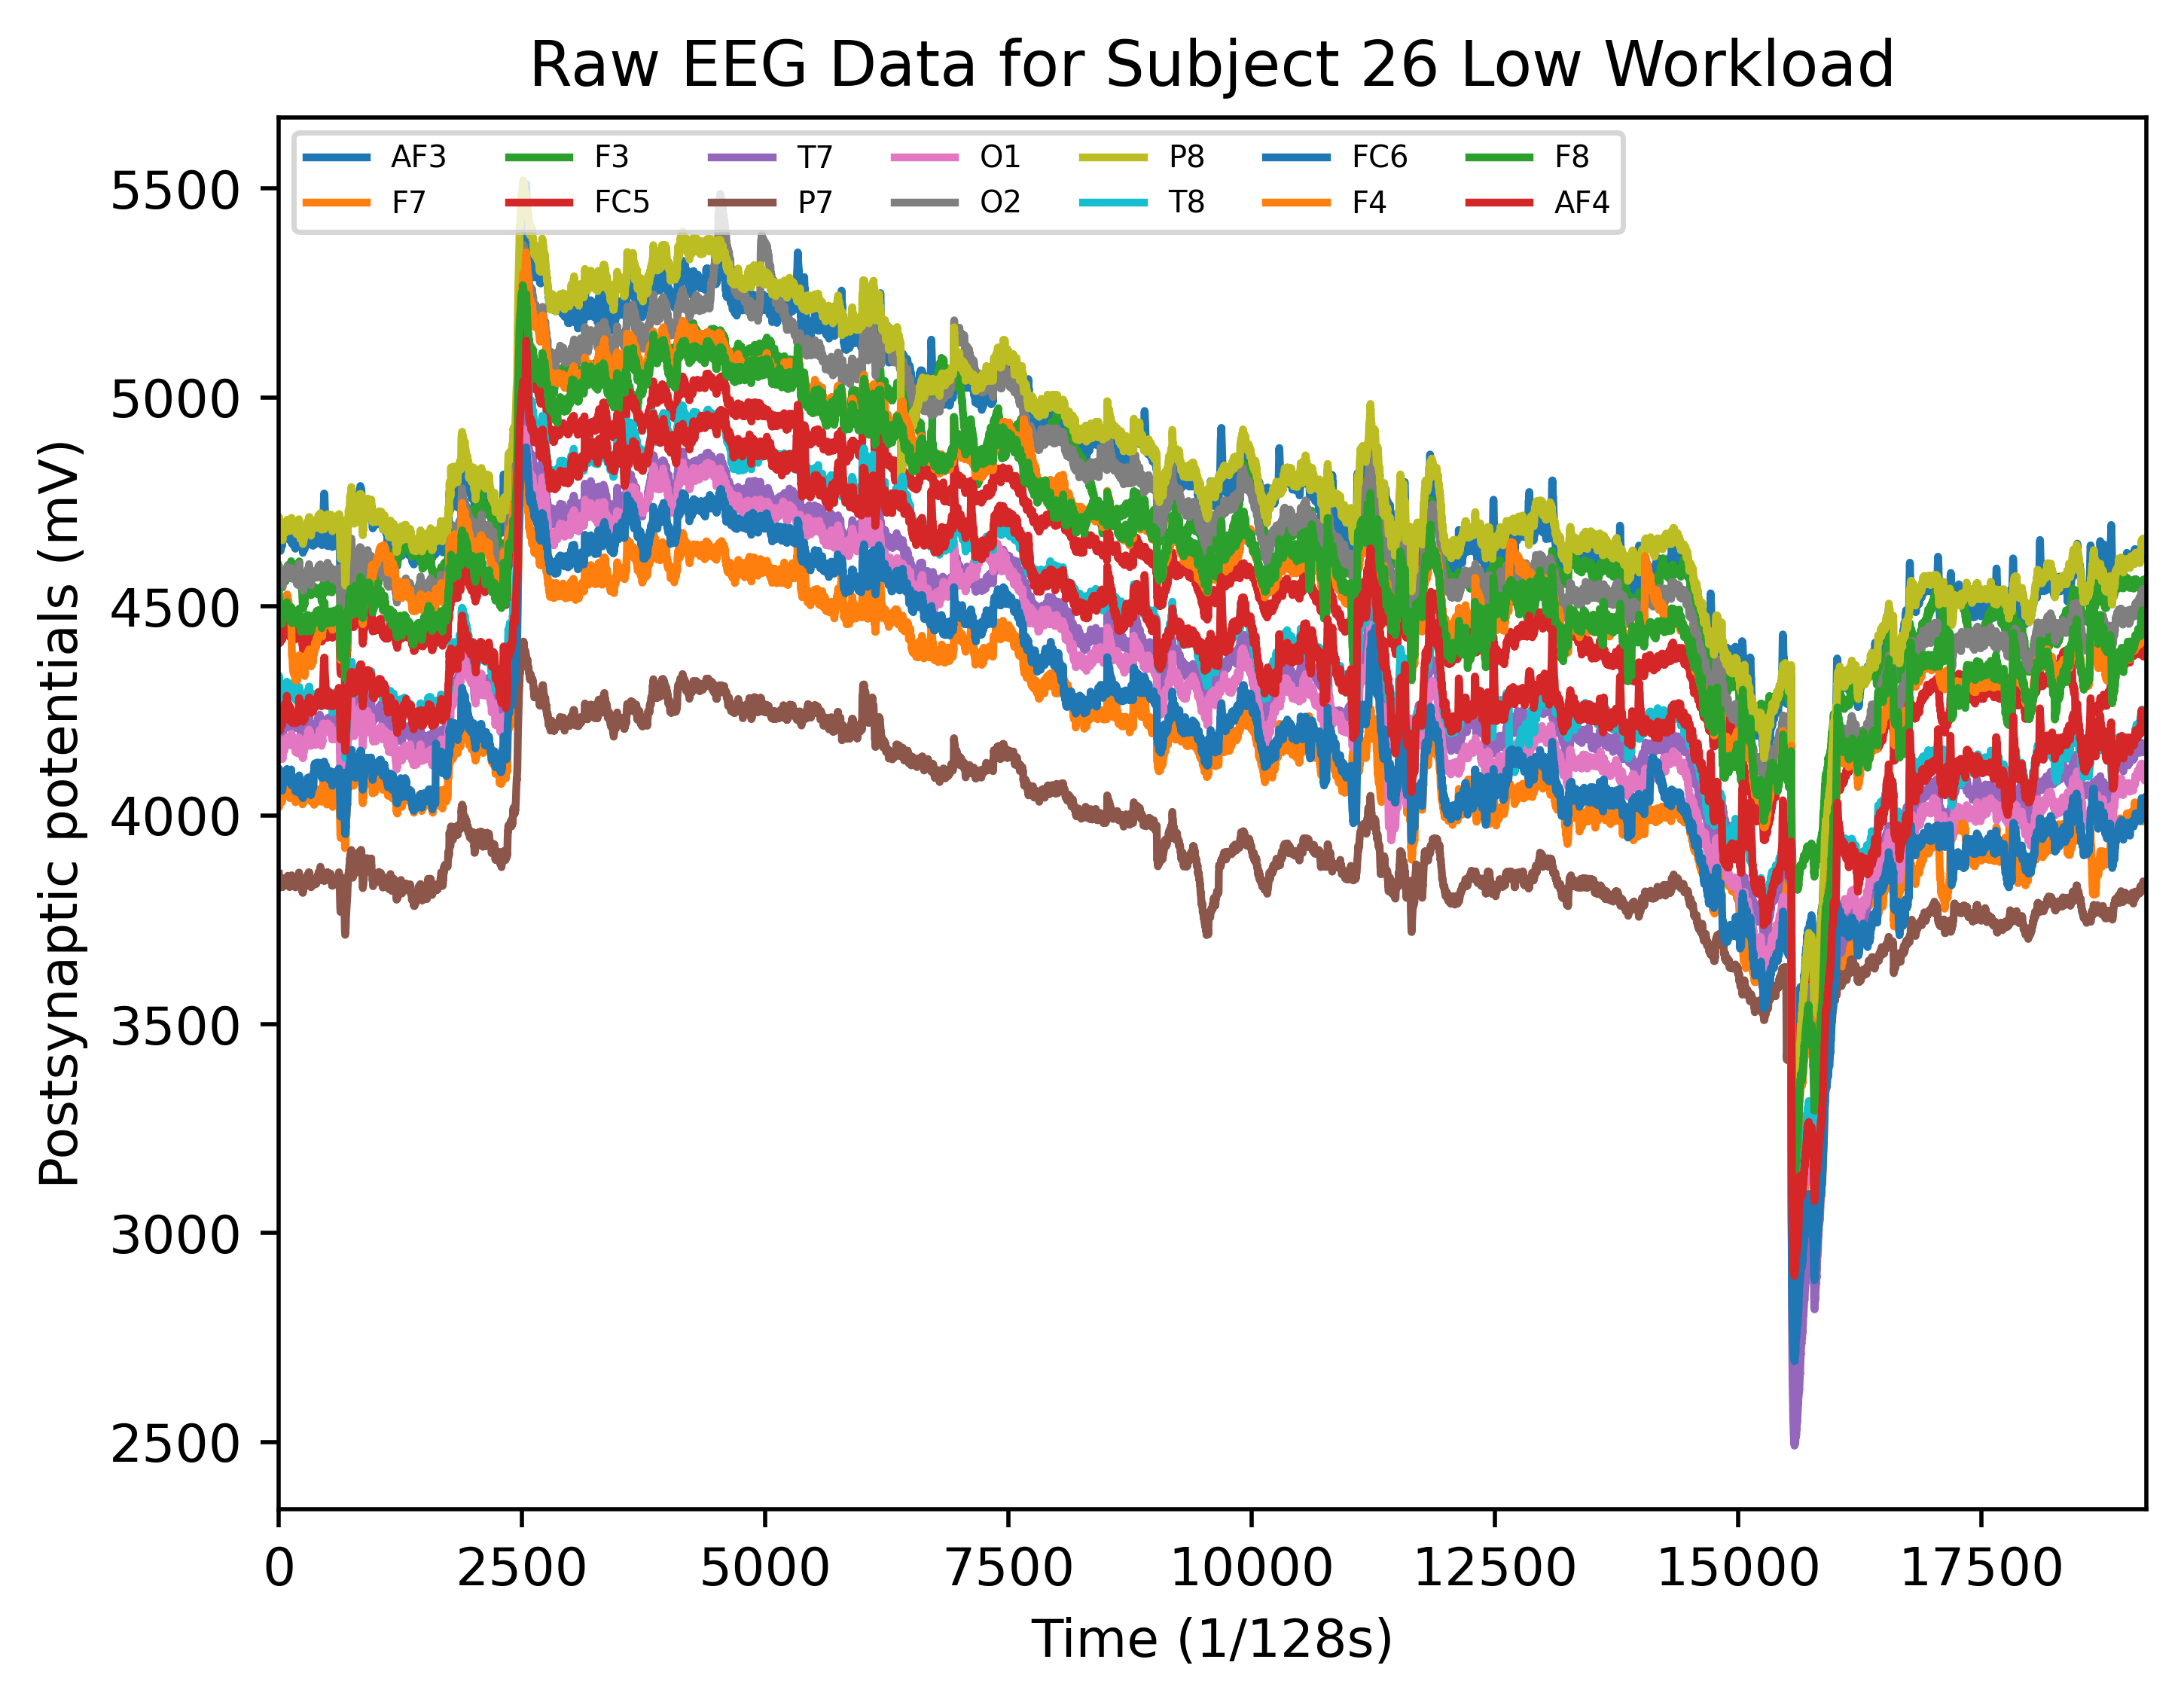 Raw EEG Data for Subject 26 Low Workload
AF3 F3 T7 O1 P8 FC6 F8
F7 FC5 P7 O2 T8 F4 AF4
Postsynaptic potentials (mV)
5500
5000
4500
4000
3500
3000
2500
0 2500 5000 7500 10000 12500 15000 17500
Time (1/128s)